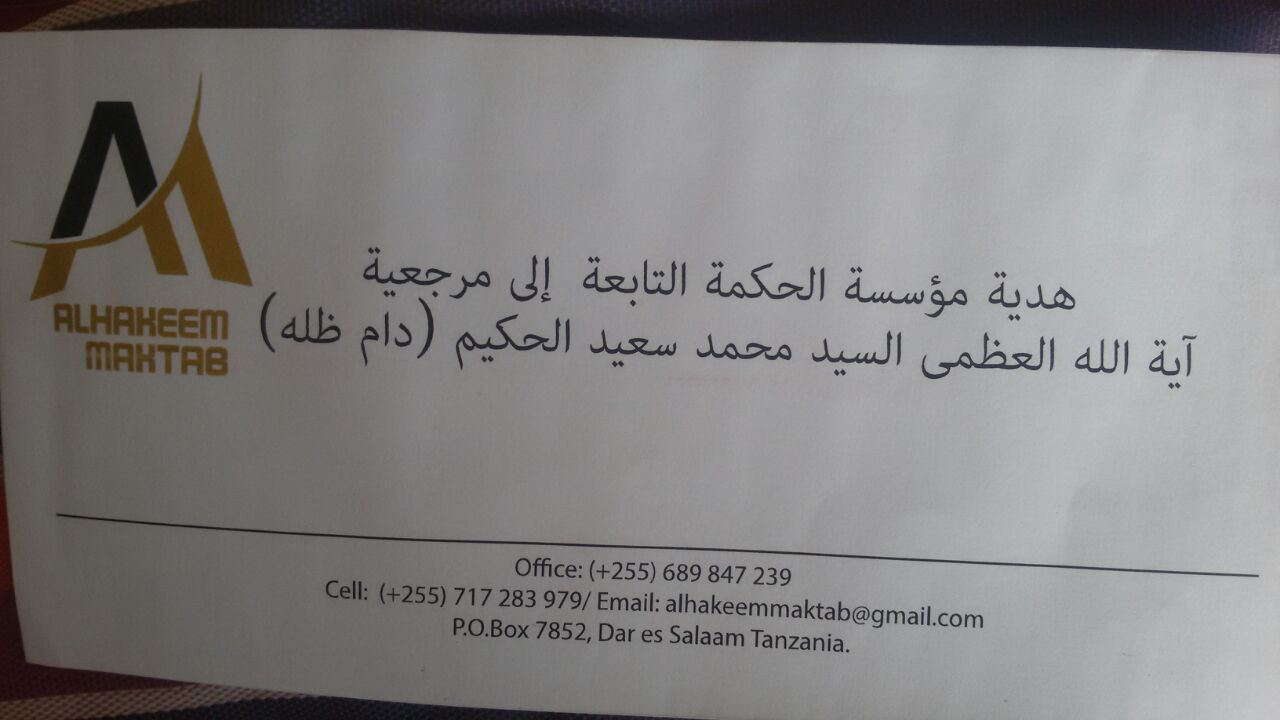 ALHAKEEM
MAKTAB
هدية مؤسسة الحكمة التابعة إلى مرجعية
آية الله العظمى السيد محمد سعيد الحكيم (دام ظله)
Office: (+255) 689 847 239
Cell: (+255) 717 283 979/ Email: alhakeemmaktab@gmail.com
P.O.Box 7852, Dar es Salaam Tanzania.